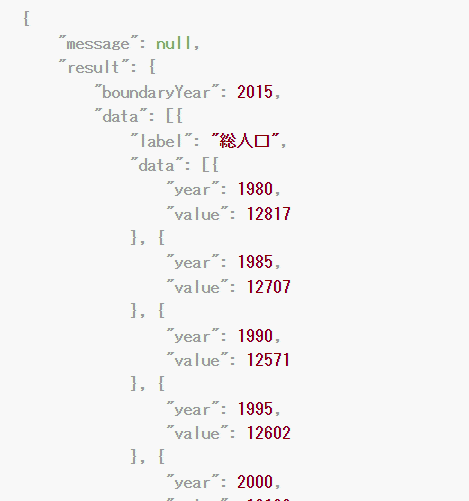 {
"message": null,
"result": {
"boundaryYear": 2015,
"data": [{
"label": "総人口",
"data": [{
"year": 1980,
"value": 12817
}, {
"year": 1985,
"value": 12707
}, {
"year": 1990,
"value": 12571
}, {
"year": 1995,
"value": 12602
}, {
"year": 2000,